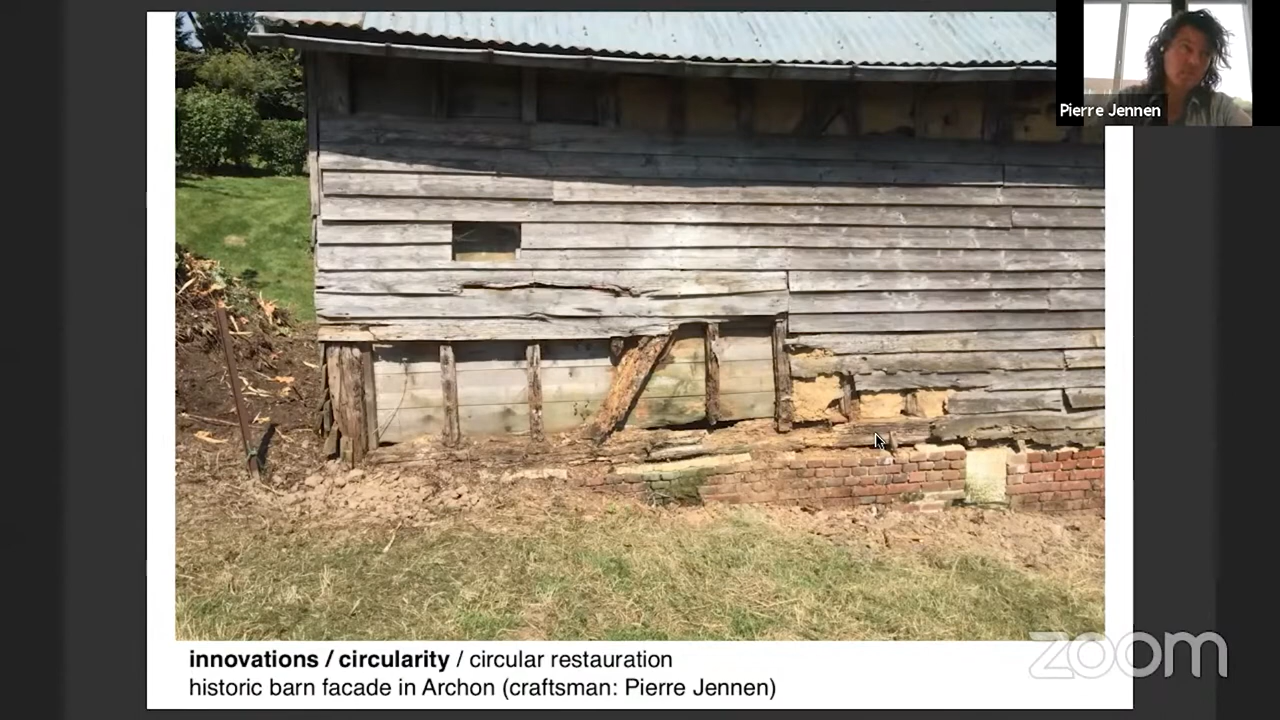 Pierre Jennen
innovations / circularity / circular restauration
historic barn facade in Archon (craftsman: Pierre Jennen)
zoom